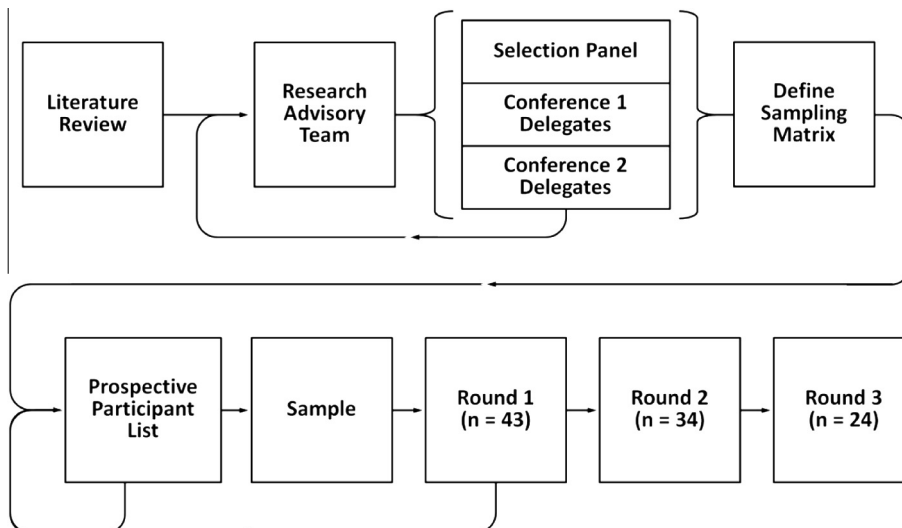 Literature
Review
Research
Advisory
Team
Selection Panel
Conference 1
Delegates
Conference 2
Delegates
Define
Sampling
Matrix
Prospective
Participant
List
Sample
Round 1
(n = 43)
Round 2
(n = 34)
Round 3
(n = 24)